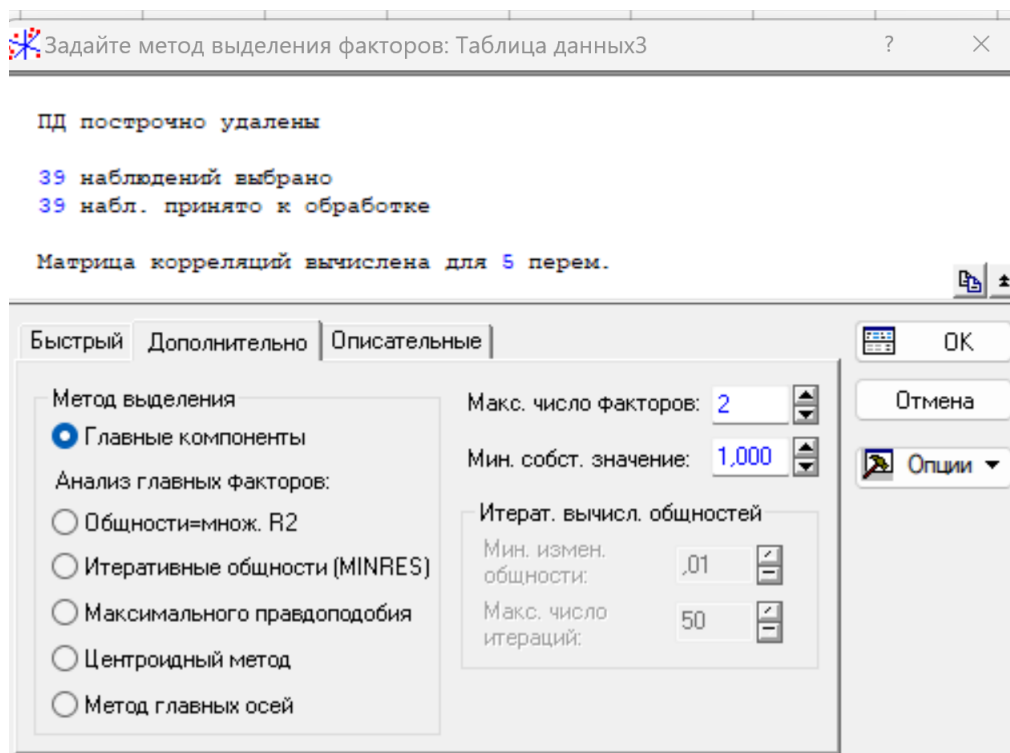 Задайте метод выделения факторов: Таблица данных3 ? ×
ПД построчно удалены
39 наблюдений выбрано
39 набл. принято к обработке
Матрица корреляций вычислена для 5 перем.
Быстрый Дополнительно Описательные
OK
Отмена
Опции
Метод выделения
Главные компоненты
Анализ главных факторов:
Общности=множ. R2
Итеративные общности (MINRES)
Максимального правдоподобия
Центроидный метод
Метод главных осей
Макс. число факторов: 2
Мин. собст. значение: 1,000
Итерат. вычисл. общностей
Мин. измен.
общности: ,01
Макс. число
итераций: 50